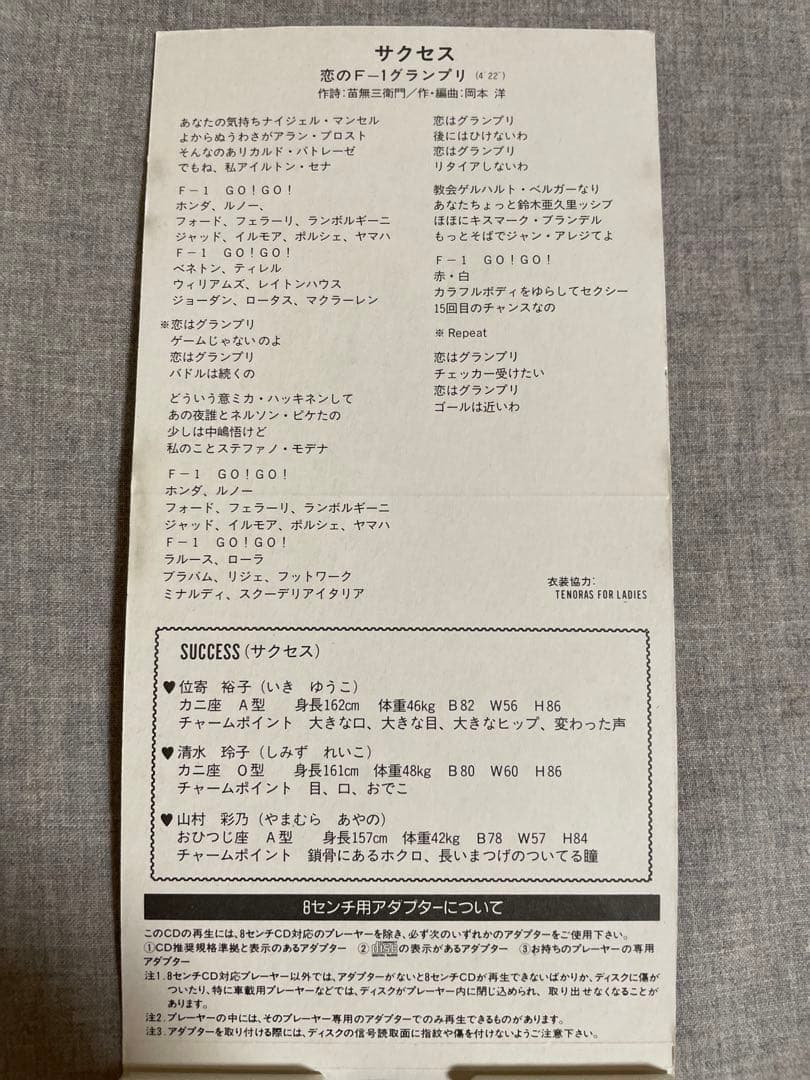 サクセス
恋のF−1グランプリ (4'22")
作詩:苗無三衛門/作・編曲:岡本 洋
あなたの気持ちナイジェル・マンセル
よからぬうわさがアラン・プロスト
そんなのあリカルド・パトレーゼ
でもね、私アイルトン・セナ
F−1 GO!GO!
ホンダ、ルノー、
フォード、フェラーリ、ランボルギーニ
ジャッド、イルモア、ポルシェ、ヤマハ
F−1 GO!GO!
ベネトン、ティレル
ウィリアムズ、レイトンハウス
ジョーダン、ロータス、マクラーレン
※恋はグランプリ
ゲームじゃないのよ
恋はグランプリ
バドルは続くの
どういう意ミカ・ハッキネンして
あの夜誰とネルソン・ピケたの
少しは中嶋悟けど
私のことステファノ・モデナ
F−1 GO!GO!
ホンダ、ルノー
フォード、フェラーリ、ランボルギーニ
ジャッド、イルモア、ポルシェ、ヤマハ
F−1 GO!GO!
ラルース、ローラ
ブラバム、リジェ、フットワーク
ミナルディ、スクーデリアイタリア
恋はグランプリ
後にはひけないわ
恋はグランプリ
リタイアしないわ
教会ゲルハルト・ベルガーなり
あなたちょっと鈴木亜久里ッシブ
ほほにキスマーク・ブランデル
もっとそばでジャン・アレジてよ
F−1 GO!GO!
赤・白
カラフルボディをゆらしてセクシー
15回目のチャンスなの
※ Repeat
恋はグランプリ
チェッカー受けたい
恋はグランプリ
ゴールは近いわ
衣装協力:
TENORAS FOR LADIES
SUCCESS(サクセス)
♥位寄 裕子(いき ゆうこ)
カニ座 A型 身長162cm 体重46kg B82 W56 H86
チャームポイント 大きな口、大きな目、大きなヒップ、変わった声
♥清水 玲子(しみず れいこ)
カニ座 O型 身長161cm 体重48kg B80 W60 H86
チャームポイント 目、口、おでこ
♥山村 彩乃(やまむら あやの)
おひつじ座 A型 身長157cm 体重42kg B78 W57 H84
チャームポイント 鎖骨にあるホクロ、長いまつげのついてる瞳
8センチ用アダプターについて
このCDの再生には、8センチCD対応のプレーヤーを除き、必ず次のいずれかのアダプターをご使用下さい。
①CD推奨規格準拠と表示のあるアダプター ②disc の表示があるアダプター ③お持ちのプレーヤーの専用
アダプター
注1. 8センチCD対応プレーヤー以外では、アダプターがないと8センチCDが再生できないばかりか、ディスクに傷が
ついたり、特に車載用プレーヤーなどでは、ディスクがプレーヤー内に閉じ込められ、取り出せなくなることが
あります。
注2. プレーヤーの中には、そのプレーヤー専用のアダプターでのみ再生できるものがあります。
注3. アダプターを取り付ける際には、ディスクの信号読取面に指紋や傷を付けないようご注意下さい。